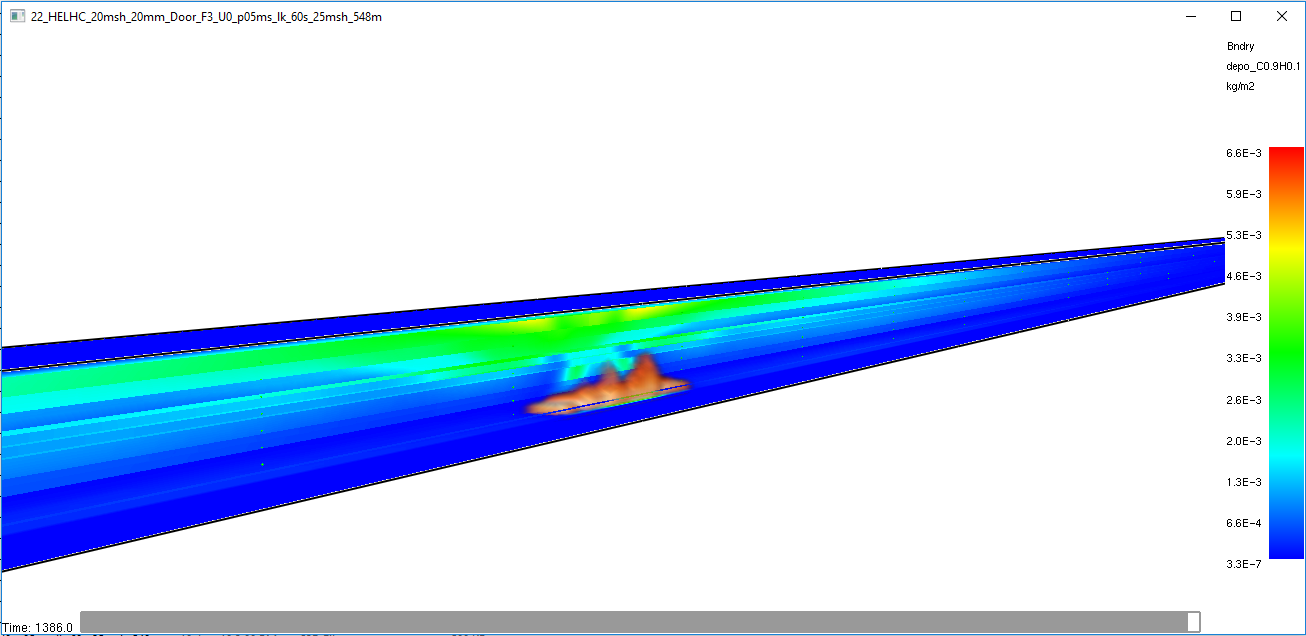 22_HELHC_20msh_20mm_Door_F3_U0_p05ms_lk_60s_25msh_548m
Bndry
depo_C0.9H0.1
kg/m2
6.6E-3
5.9E-3
5.3E-3
4.6E-3
3.9E-3
3.3E-3
2.6E-3
2.0E-3
1.3E-3
6.6E-4
3.3E-7
Time: 1386.0